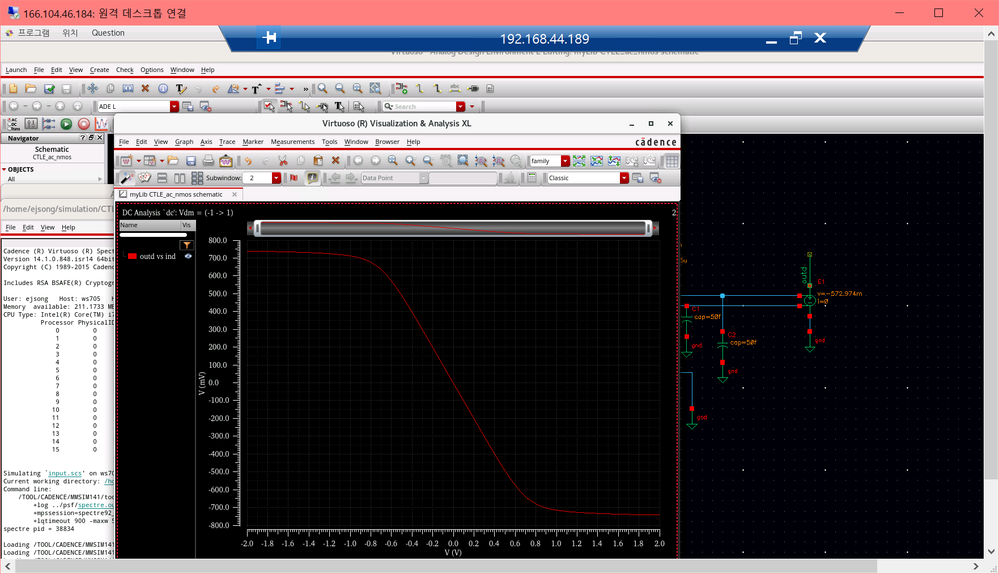 166.104.46.184: 원격 데스크톱 연결
프로그램 위치 Question
192.168.44.189
Virtuoso - Analog Design Environment L Editing: myLib CTLE_ac_nmos schematic
Launch File Edit View Create Check Options Window Help
abc
ADE L
Search
AC
DC
Trans
Navigator
Schematic
CTLE_ac_nmos
OBJECTS
All
/home/ejsong/simulation/CTL
File Edit View Help
Cadence (R) Virtuoso (R) Spect
Version 14.1.0.848.isr14 64bit
Copyright (C) 1989-2015 Cadenc
Includes RSA BSAFE(R) Cryptogr
User: ejsong Host: ws705
Memory available: 211.1733 ME
CPU Type: Intel(R) Core(TM) i7
Processor PhysicalID
0 0
1 0
2 0
3 0
4 0
5 0
6 0
7 0
8 0
9 0
10 0
11 0
12 0
13 0
14 0
15 0
Simulating `input.scs' on ws70
Current working directory: /ho
Command line:
/TOOL/CADENCE/MMSIM141/too
+log ../psf/spectre.ou
+mpssession=spectre92_
+lqtimeout 900 -maxw 5
spectre pid = 38834
Loading /TOOL/CADENCE/MMSIM141
Loading /TOOL/CADENCE/MMSIM141
Virtuoso (R) Visualization & Analysis XL
File Edit View Graph Axis Trace Marker Measurements Tools Window Browser Help
cādence
family
Subwindow: 2
Data Point
Classic
myLib CTLE_ac_nmos schematic
DC Analysis `dc': Vdm = (-1 -> 1)
2
Name Vis
outd vs ind
800.0
700.0
600.0
500.0
400.0
300.0
200.0
100.0
0.0
-100.0
-200.0
-300.0
-400.0
-500.0
-600.0
-700.0
-800.0
V (mV)
-2.0 -1.8 -1.6 -1.4 -1.2 -1.0 -0.8 -0.6 -0.4 -0.2 0.0 0.2 0.4 0.6 0.8 1.0 1.2 1.4 1.6 1.8 2.0
V (V)
5u
outd
E1
v=-572.974m
i=0
C1
cap=50f
gnd
C2
cap=50f
gnd
gnd
gnd